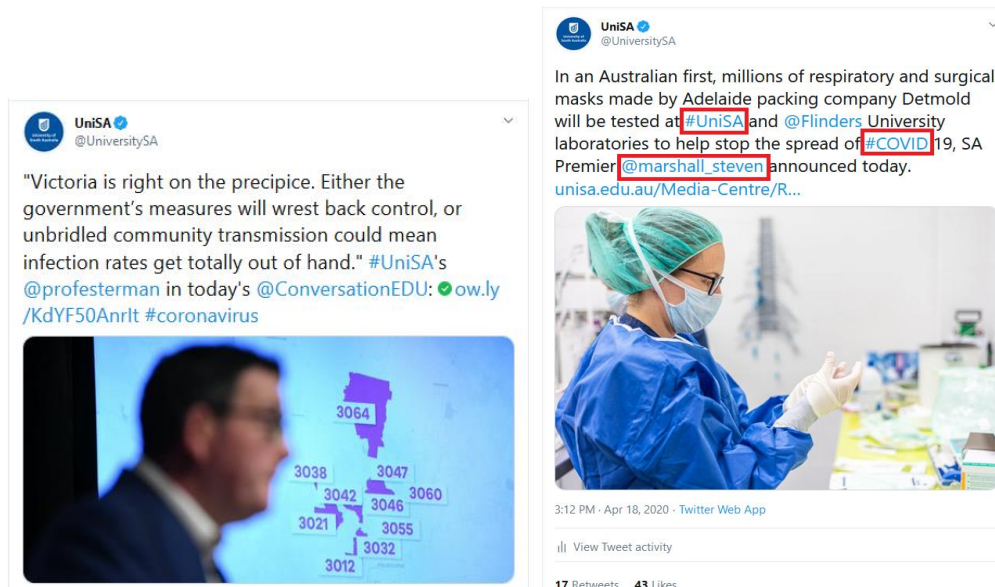 UniSA
@UniversitySA
"Victoria is right on the precipice. Either the
government's measures will wrest back control, or
unbridled community transmission could mean
infection rates get totally out of hand." #UniSA's
@profesterman in today's @ConversationEDU: ow.ly
/KdYF50AnrIt #coronavirus
3064
3038
3047
3042
3060
3046
3021
3055
3032
3012
UniSA
@UniversitySA
In an Australian first, millions of respiratory and surgical
masks made by Adelaide packing company Detmold
will be tested at #UniSA and @Flinders University
laboratories to help stop the spread of #COVID 19, SA
Premier @marshall_steven announced today.
unisa.edu.au/Media-Centre/R...
3:12 PM · Apr 18, 2020 · Twitter Web App
View Tweet activity
17 Retweets 43 Likes